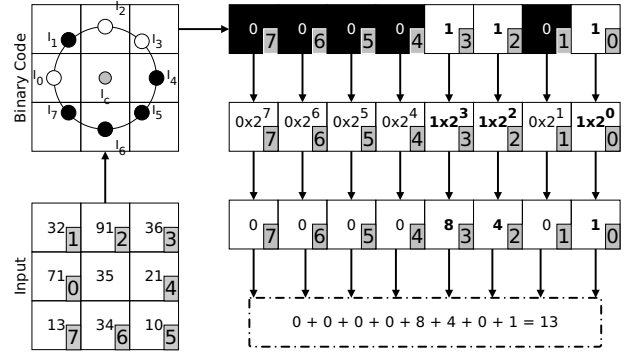 Binary Code
I2
I1
I3
I0
I4
Ic
I7
I5
I6
0 7 0 6 0 5 0 4 1 3 1 2 0 1 1 0
0x2^7 7 0x2^6 6 0x2^5 5 0x2^4 4 1x2^3 3 1x2^2 2 0x2^1 1 1x2^0 0
Input
32 1 91 2 36 3
71 0 35 21 4
13 7 34 6 10 5
0 7 0 6 0 5 0 4 8 3 4 2 0 1 1 0
0 + 0 + 0 + 0 + 8 + 4 + 0 + 1 = 13